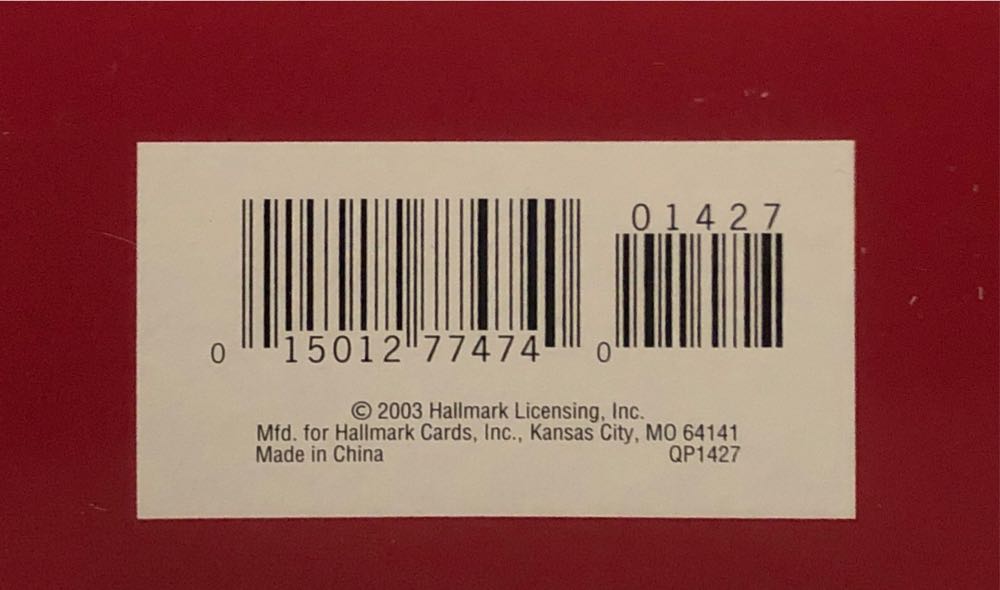 01427
0 15012 77474 0
© 2003 Hallmark Licensing, Inc.
Mfd. for Hallmark Cards, Inc., Kansas City, MO 64141
Made in China QP1427